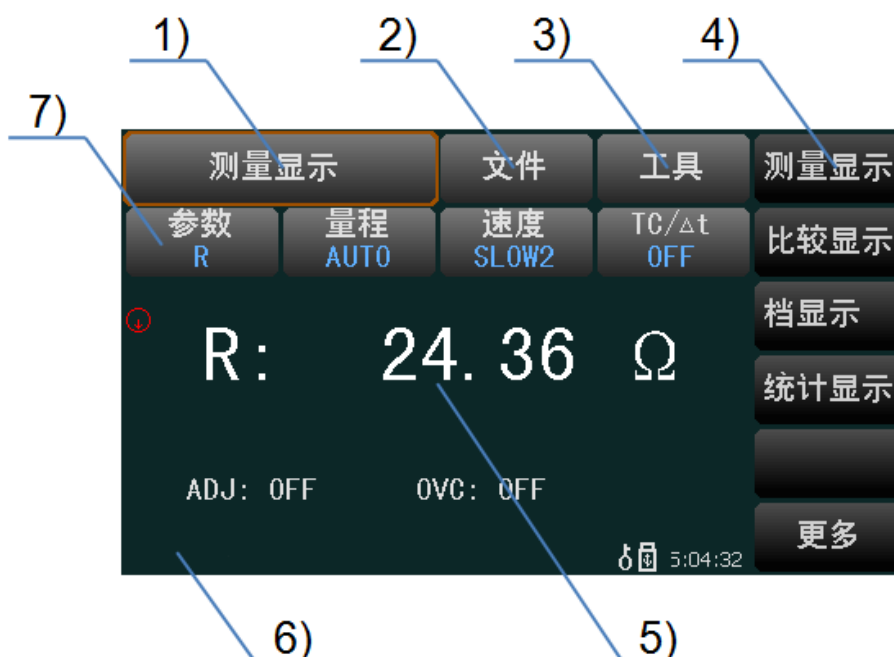 1)
2)
3)
4)
7)
测量显示
文件
工具
测量显示
参数
R
量程
AUTO
速度
SLOW2
TC/△t
OFF
比较显示
档显示
R: 24.36 Ω
统计显示
ADJ: OFF
OVC: OFF
更多
5:04:32
6)
5)